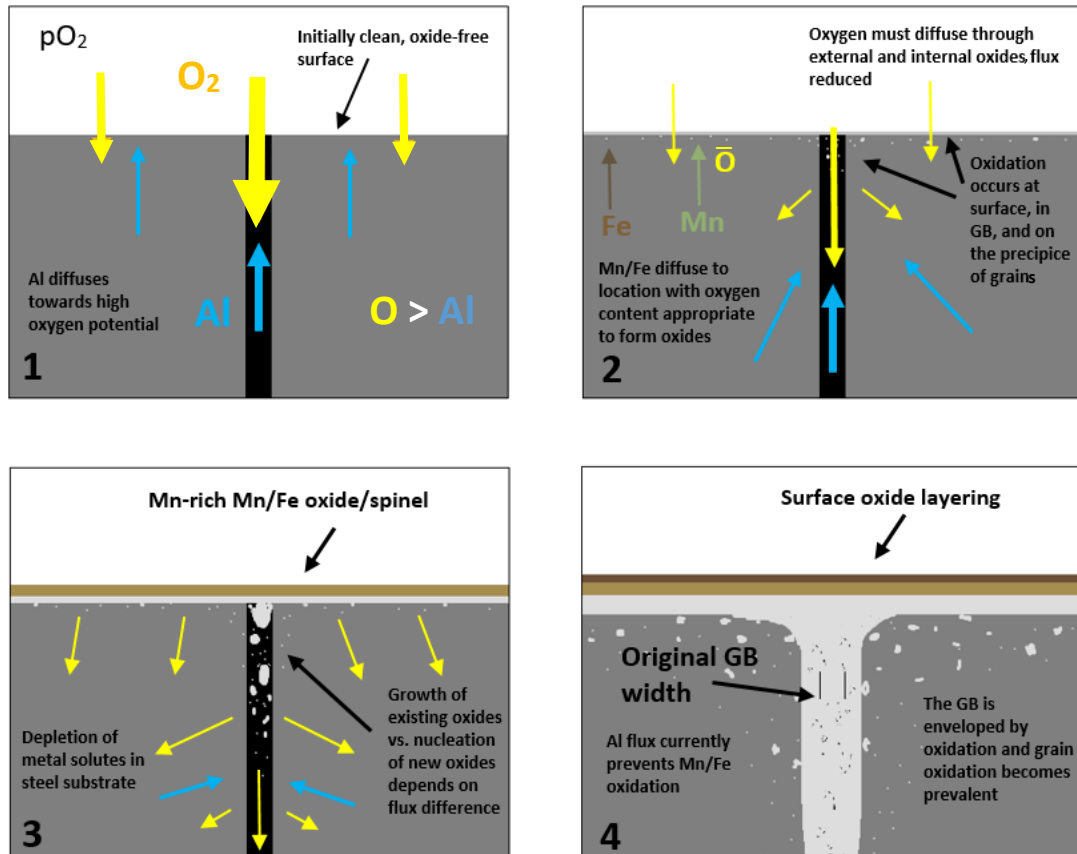 pO2
O2
Initially clean, oxide-free
surface
Al diffuses
towards high
oxygen potential
Al
O > Al
1
Oxygen must diffuse through
external and internal oxides, flux
reduced
O̅
Fe
Mn
Oxidation
occurs at
surface, in
GB, and on
the precipice
of grains
Mn/Fe diffuse to
location with oxygen
content appropriate
to form oxides
2
Mn-rich Mn/Fe oxide/spinel
Depletion of
metal solutes in
steel substrate
Growth of
existing oxides
vs. nucleation
of new oxides
depends on
flux difference
3
Surface oxide layering
Original GB
width
Al flux currently
prevents Mn/Fe
oxidation
The GB is
enveloped by
oxidation and grain
oxidation becomes
prevalent
4